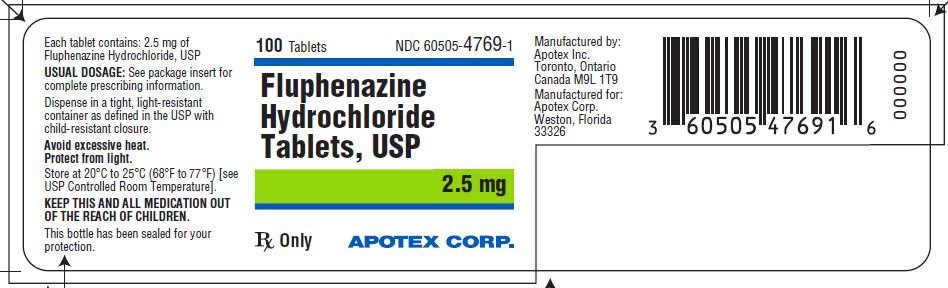 Each tablet contains: 2.5 mg of
Fluphenazine Hydrochloride, USP
USUAL DOSAGE: See package insert for
complete prescribing information.
Dispense in a tight, light-resistant
container as defined in the USP with
child-resistant closure.
Avoid excessive heat.
Protect from light.
Store at 20°C to 25°C (68°F to 77°F) [see
USP Controlled Room Temperature].
KEEP THIS AND ALL MEDICATION OUT
OF THE REACH OF CHILDREN.
This bottle has been sealed for your
protection.
100 Tablets NDC 60505-4769-1
Fluphenazine
Hydrochloride
Tablets, USP
2.5 mg
Rx Only APOTEX CORP.
Manufactured by:
Apotex Inc.
Toronto, Ontario
Canada M9L 1T9
Manufactured for:
Apotex Corp.
Weston, Florida
33326
3 60505 47691 6
000000